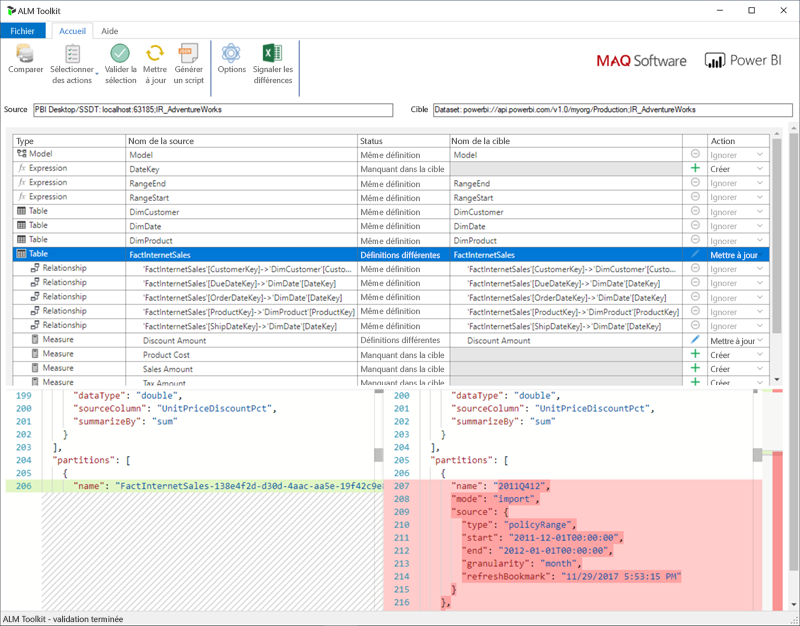 ALM Toolkit
Fichier Accueil Aide
Comparer Sélectionner des actions Valider la sélection Mettre à jour Générer un script Options Signaler les différences
MAQ Software Power BI
Source PBI Desktop/SSDT: localhost:63185;IR_AdventureWorks Cible Dataset: powerbi://api.powerbi.com/v1.0/myorg/Production;IR_AdventureWorks
Type Nom de la source Status Nom de la cible Action
Model Model Même définition Model Ignorer
Expression DateKey Manquant dans la cible Créer
Expression RangeEnd Même définition RangeEnd Ignorer
Expression RangeStart Même définition RangeStart Ignorer
Table DimCustomer Même définition DimCustomer Ignorer
Table DimDate Même définition DimDate Ignorer
Table DimProduct Même définition DimProduct Ignorer
Table FactInternetSales Définitions différentes FactInternetSales Mettre à jour
Relationship 'FactInternetSales'[CustomerKey]->'DimCustomer'[Custo... Même définition 'FactInternetSales'[CustomerKey]->'DimCustomer'[Custo... Ignorer
Relationship 'FactInternetSales'[DueDateKey]->'DimDate'[DateKey] Même définition 'FactInternetSales'[DueDateKey]->'DimDate'[DateKey] Ignorer
Relationship 'FactInternetSales'[OrderDateKey]->'DimDate'[DateKey] Même définition 'FactInternetSales'[OrderDateKey]->'DimDate'[DateKey] Ignorer
Relationship 'FactInternetSales'[ProductKey]->'DimProduct'[ProductKey] Même définition 'FactInternetSales'[ProductKey]->'DimProduct'[ProductKey] Ignorer
Relationship 'FactInternetSales'[ShipDateKey]->'DimDate'[DateKey] Même définition 'FactInternetSales'[ShipDateKey]->'DimDate'[DateKey] Ignorer
Measure Discount Amount Définitions différentes Discount Amount Mettre à jour
Measure Product Cost Manquant dans la cible Créer
Measure Sales Amount Manquant dans la cible Créer
Measure Tax Amount Manquant dans la cible Créer
199 "dataType": "double",
200 "sourceColumn": "UnitPriceDiscountPct",
201 "summarizeBy": "sum"
202 }
203 ],
204 "partitions": [
205 {
206 "name": "FactInternetSales-138e4f2d-d30d-4aac-aa5e-19f42c9e8
200 "dataType": "double",
201 "sourceColumn": "UnitPriceDiscountPct",
202 "summarizeBy": "sum"
203 }
204 ],
205 "partitions": [
206 {
207 "name": "2011Q412",
208 "mode": "import",
209 "source": {
210 "type": "policyRange",
211 "start": "2011-12-01T00:00:00",
212 "end": "2012-01-01T00:00:00",
213 "granularity": "month",
214 "refreshBookmark": "11/29/2017 5:53:15 PM"
215 }
216 },
ALM Toolkit - validation terminée